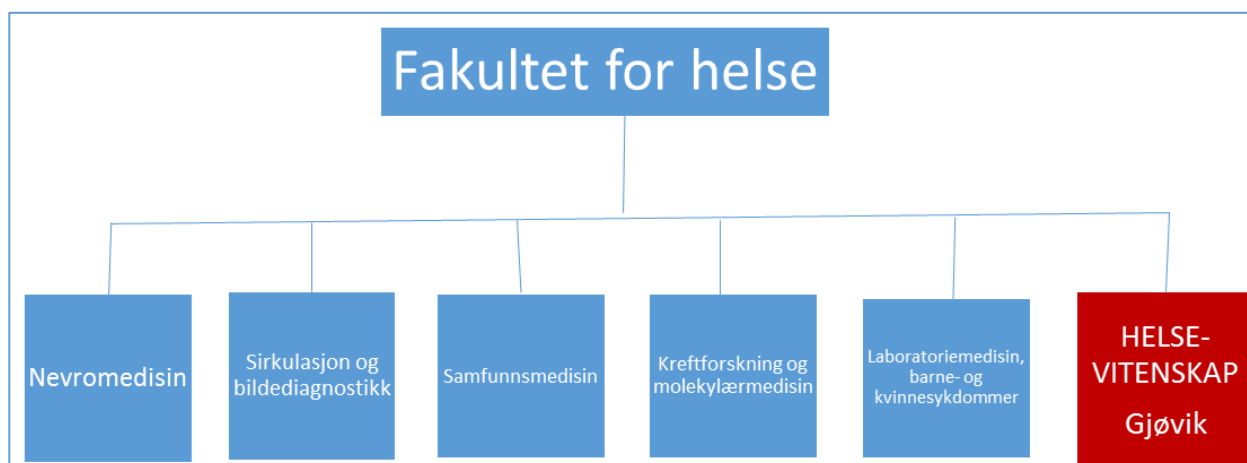 Fakultet for helse
Nevromedisin
Sirkulasjon og
bildediagnostikk
Samfunnsmedisin
Kreftforskning og
molekylærmedisin
Laboratoriemedisin,
barne- og
kvinnesykdommer
HELSE-
VITENSKAP
Gjøvik